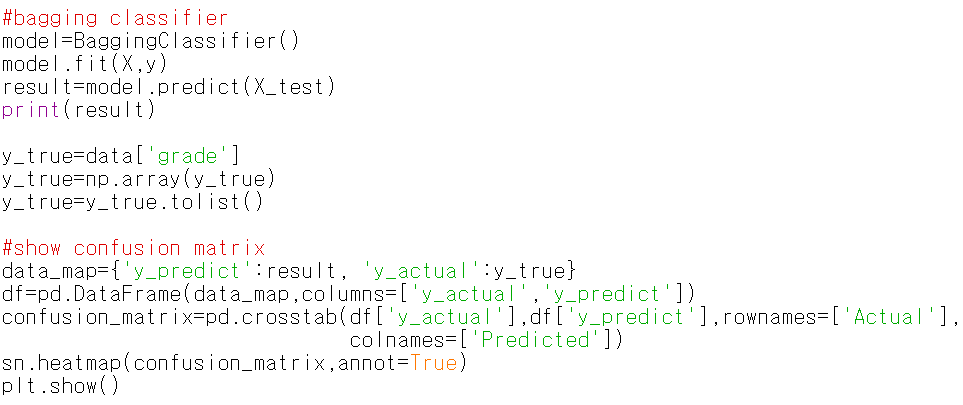 #bagging classifier
model=BaggingClassifier()
model.fit(X,y)
result=model.predict(X_test)
print(result)

y_true=data['grade']
y_true=np.array(y_true)
y_true=y_true.tolist()

#show confusion matrix
data_map={'y_predict':result, 'y_actual':y_true}
df=pd.DataFrame(data_map,columns=['y_actual','y_predict'])
confusion_matrix=pd.crosstab(df['y_actual'],df['y_predict'],rownames=['Actual'],
                             colnames=['Predicted'])
sn.heatmap(confusion_matrix,annot=True)
plt.show()